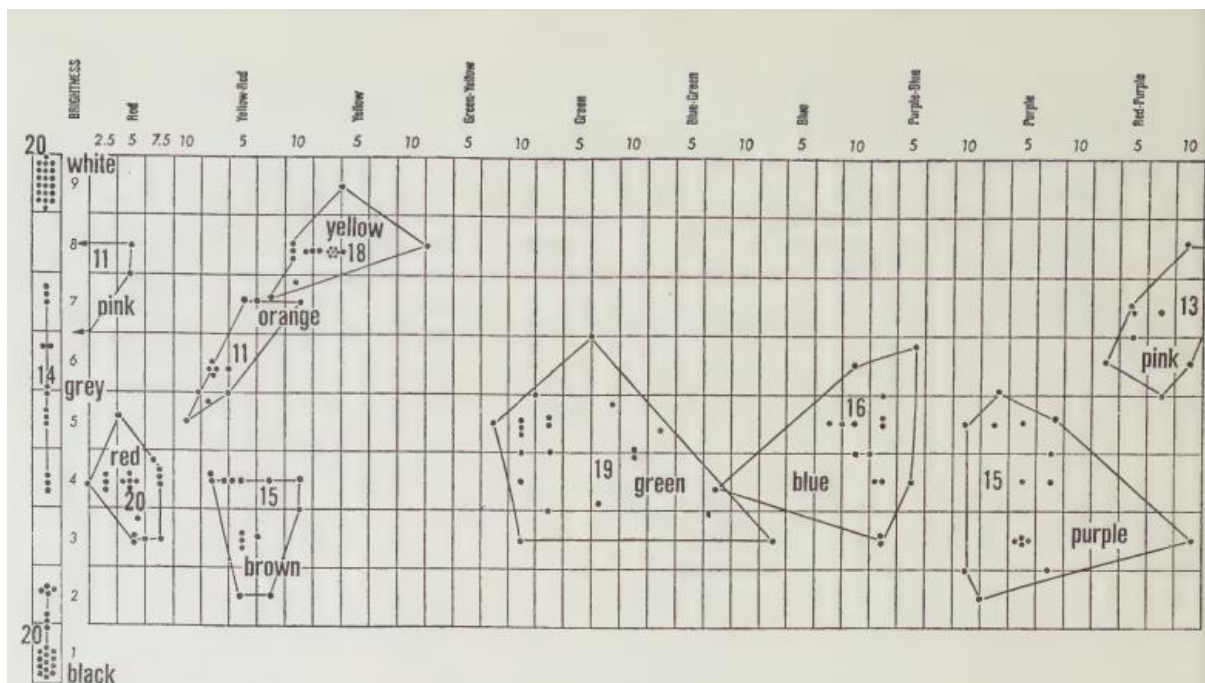 BRIGHTNESS Red Yellow-Red Yellow Green-Yellow Green Blue-Green Blue Purple-Blue Purple Red-Purple
2.5 5 7.5 10 5 10 5 10 5 10 5 10 5 10 5 10 5 10 5 10 5 10
20 white
9
yellow
8
11 18
7
pink orange 13
6
11 pink
14
grey
5 16
red
4 20 15 19 green blue 15
3 purple
brown
2
20
1
black